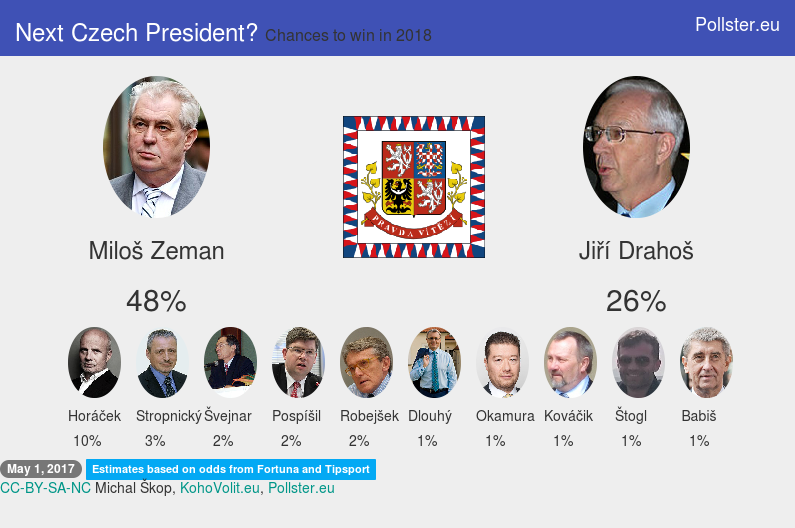 Next Czech President? Chances to win in 2018
Pollster.eu
PRAVDA VÍTĚZÍ
Miloš Zeman
Jiří Drahoš
48%
26%
Horáček Stropnický Švejnar Pospíšil Robejšek Dlouhý Okamura Kováčik Štogl Babiš
10% 3% 2% 2% 2% 1% 1% 1% 1% 1%
May 1, 2017 Estimates based on odds from Fortuna and Tipsport
CC-BY-SA-NC Michal Škop, KohoVolit.eu, Pollster.eu